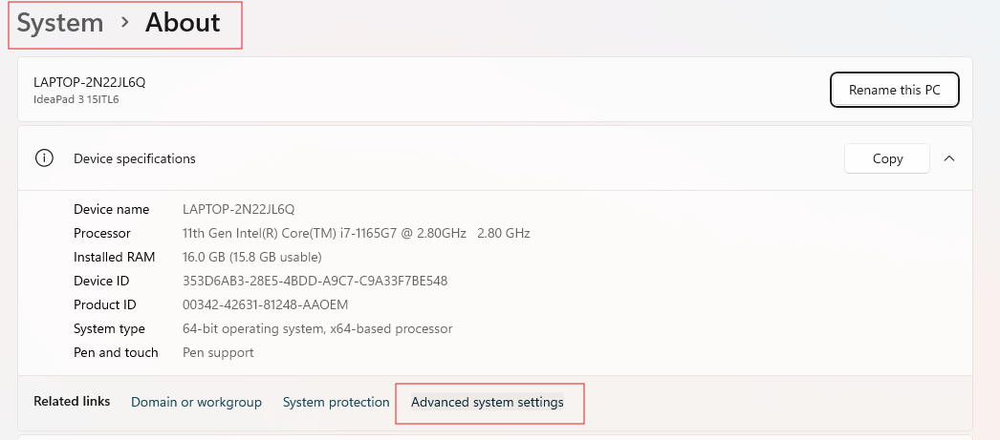 System > About
LAPTOP-2N22JL6Q
IdeaPad 3 15ITL6
Rename this PC
Device specifications
Copy
Device name LAPTOP-2N22JL6Q
Processor 11th Gen Intel(R) Core(TM) i7-1165G7 @ 2.80GHz 2.80 GHz
Installed RAM 16.0 GB (15.8 GB usable)
Device ID 353D6AB3-28E5-4BDD-A9C7-C9A33F7BE548
Product ID 00342-42631-81248-AAOEM
System type 64-bit operating system, x64-based processor
Pen and touch Pen support
Related links Domain or workgroup System protection Advanced system settings